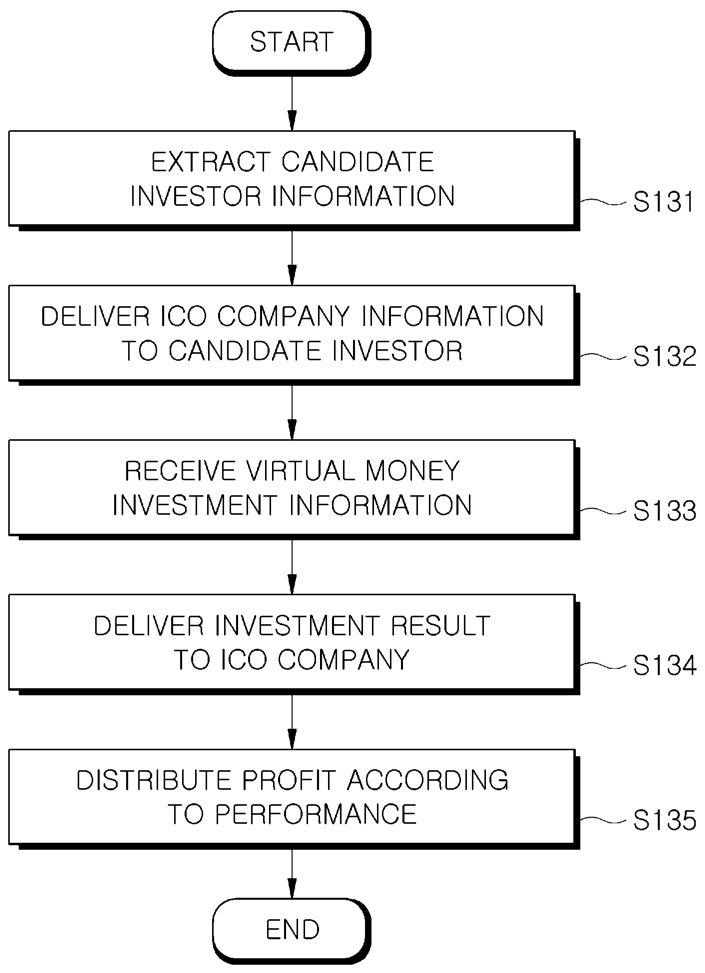 START
EXTRACT CANDIDATE
INVESTOR INFORMATION
S131
DELIVER ICO COMPANY INFORMATION
TO CANDIDATE INVESTOR
S132
RECEIVE VIRTUAL MONEY
INVESTMENT INFORMATION
S133
DELIVER INVESTMENT RESULT
TO ICO COMPANY
S134
DISTRIBUTE PROFIT ACCORDING
TO PERFORMANCE
S135
END